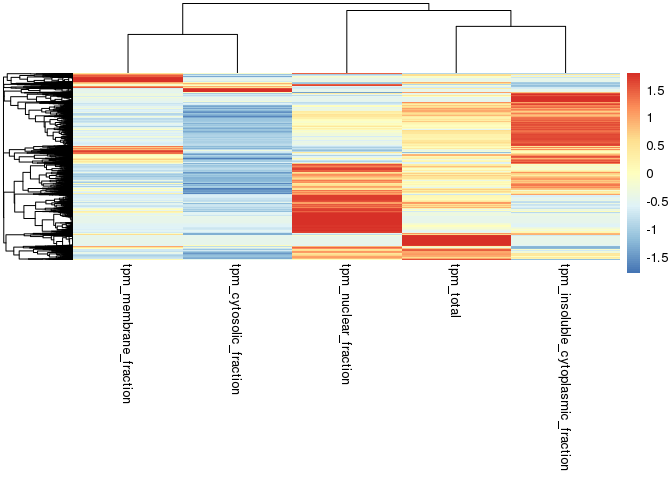 1.5
1
0.5
0
-0.5
-1
-1.5
tpm_membrane_fraction
tpm_cytosolic_fraction
tpm_nuclear_fraction
tpm_total
tpm_insoluble_cytoplasmic_fraction